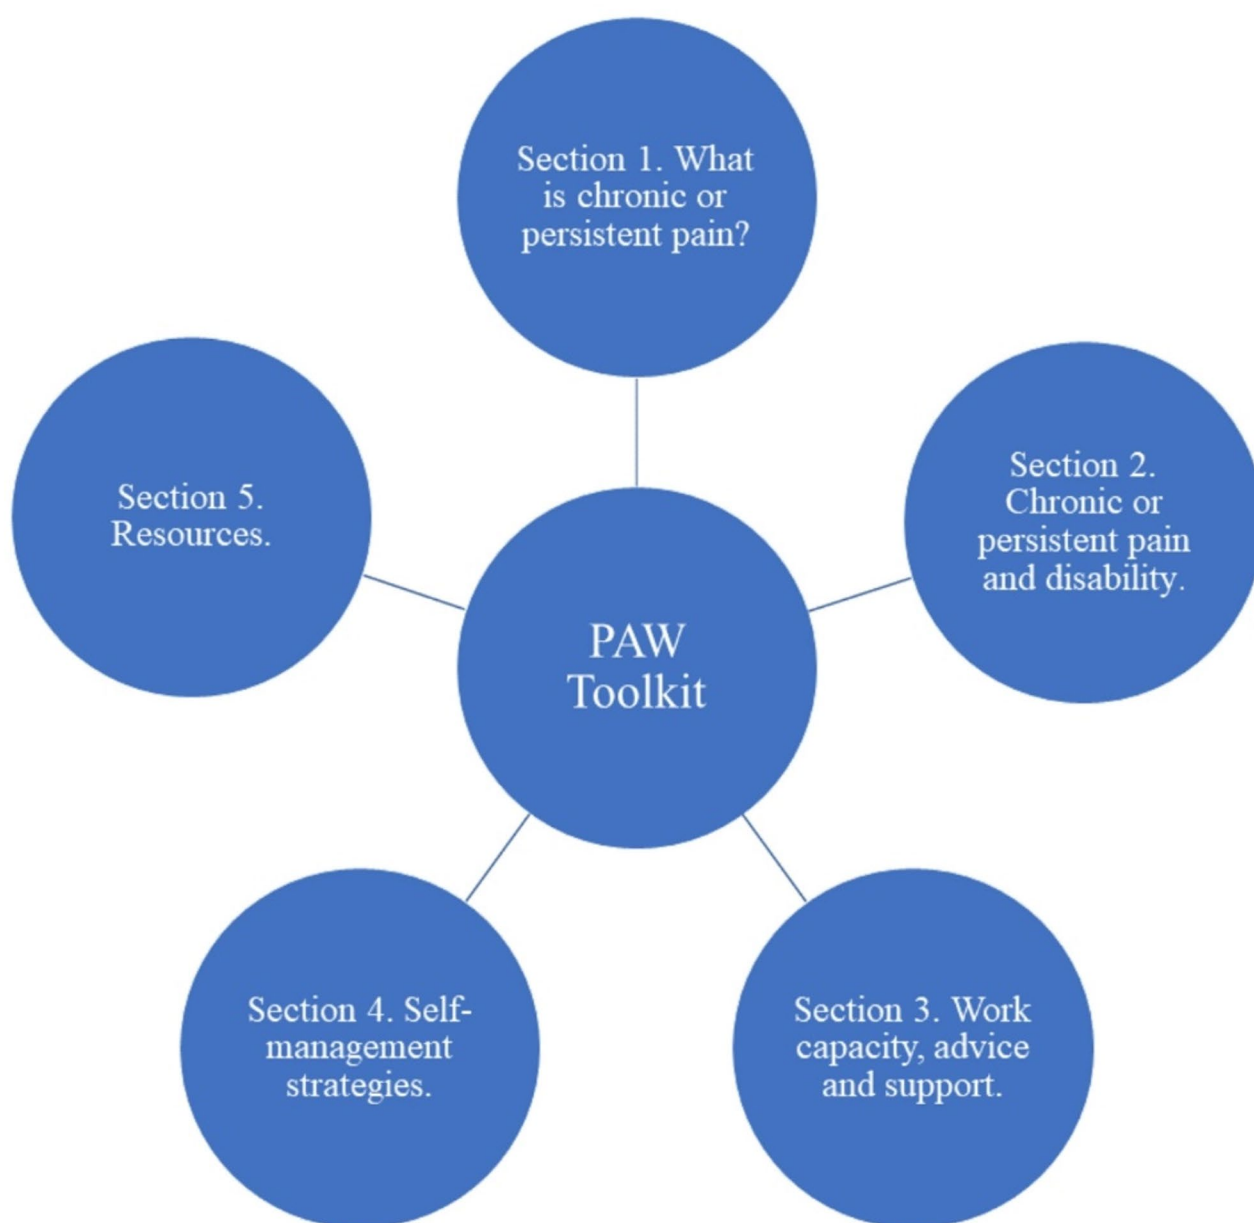 Section 1. What
is chronic or
persistent pain?
Section 2.
Chronic or
persistent pain
and disability.
Section 5.
Resources.
PAW
Toolkit
Section 4. Self-
management
strategies.
Section 3. Work
capacity, advice
and support.